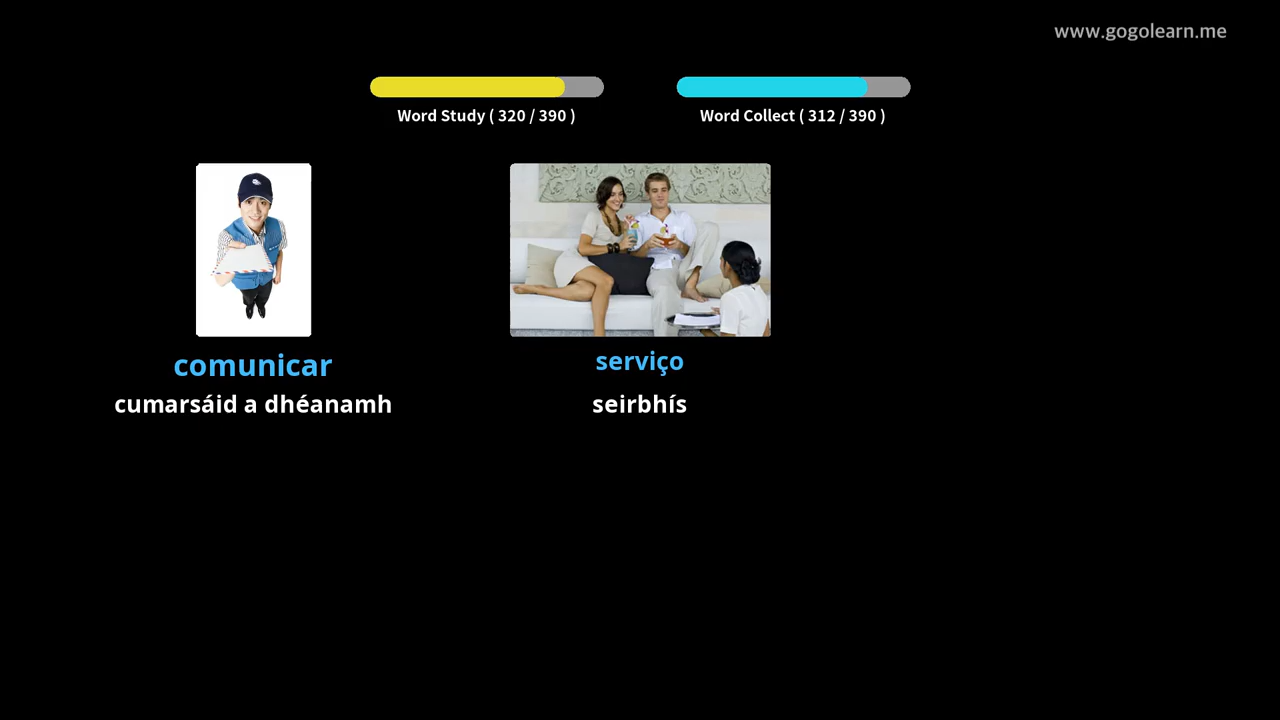 www.gogolearn.me
Word Study ( 320 / 390 )
Word Collect ( 312 / 390 )
comunicar
cumarsáid a dhéanamh
serviço
seirbhís